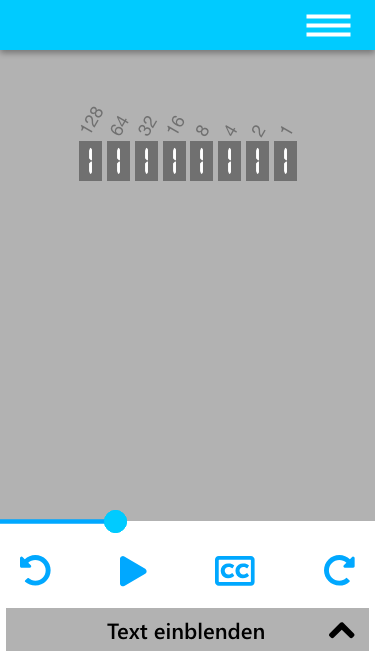 128 64 32 16 8 4 2 1
1 1 1 1 1 1 1 1
CC
Text einblenden